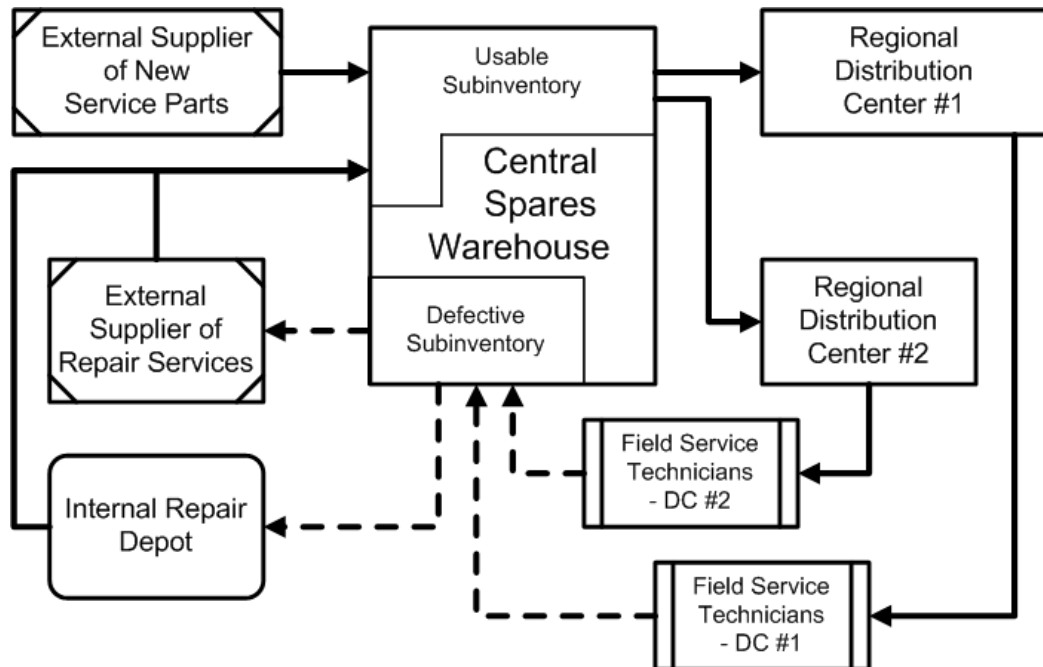 External Supplier
of New
Service Parts
Usable
Subinventory
Regional
Distribution
Center #1
Central
Spares
Warehouse
External
Supplier of
Repair Services
Defective
Subinventory
Regional
Distribution
Center #2
Field Service
Technicians
- DC #2
Internal Repair
Depot
Field Service
Technicians
- DC #1